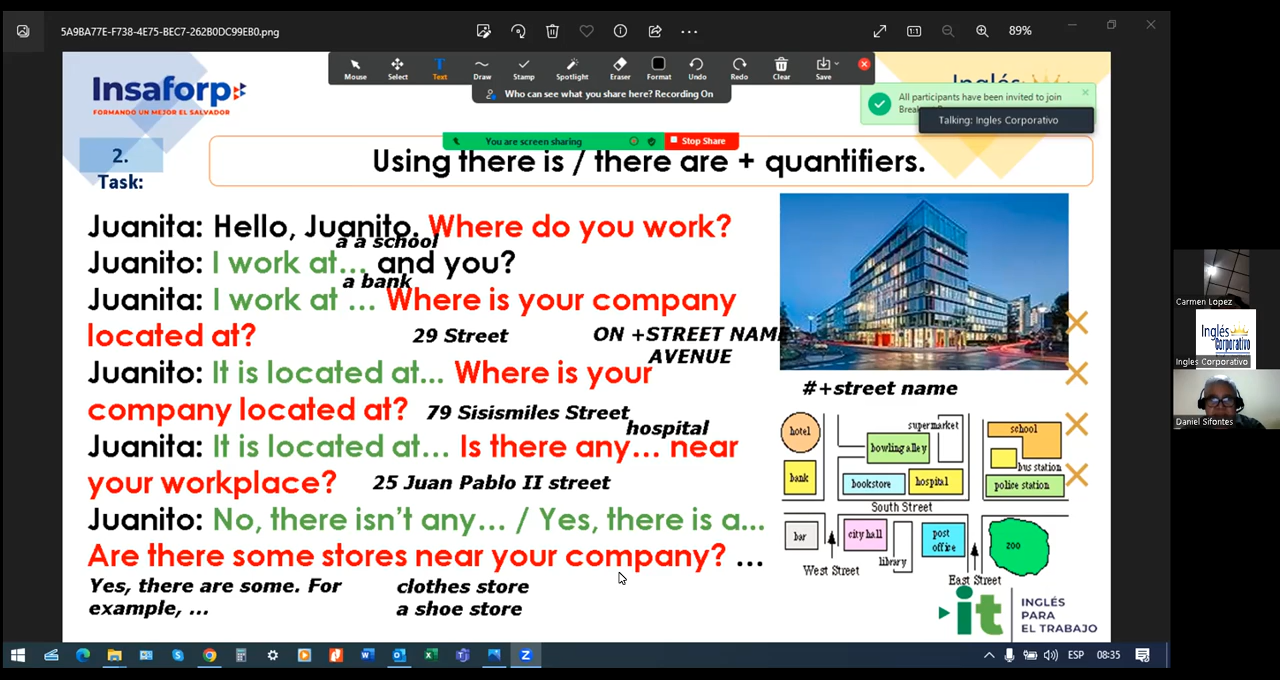 5A9BA77E-F738-4E75-BEC7-262B0DC99EB0.png
89%
Mouse Select Text Draw Stamp Spotlight Eraser Format Undo Redo Clear Save
Who can see what you share here? Recording On
Insaforp
FORMANDO UN MEJOR EL SALVADOR
Inglés
All participants have been invited to join
Talking: Ingles Corporativo
You are screen sharing
Stop Share
2.
Task:
Using there is / there are + quantifiers.
Juanita: Hello, Juanito. Where do you work?
a a school
Juanito: I work at... and you?
a bank
Juanita: I work at ... Where is your company
located at?
29 Street
ON +STREET NAME
AVENUE
Juanito: It is located at... Where is your
company located at?
79 Sisismiles Street
hospital
Juanita: It is located at... Is there any... near
your workplace?
25 Juan Pablo II street
Juanito: No, there isn't any... / Yes, there is a...
Are there some stores near your company? ...
Yes, there are some. For
example, ...
clothes store
a shoe store
#+street name
hotel
supermarket
school
bowling alley
bus station
bank
bookstore
hospital
police station
South Street
bar
city hall
post
office
zoo
library
West Street
East Street
it
INGLÉS
PARA
EL TRABAJO
Carmen Lopez
Inglés
Corporativo
Ingles Corporativo
Daniel Sifontes
ESP
08:35